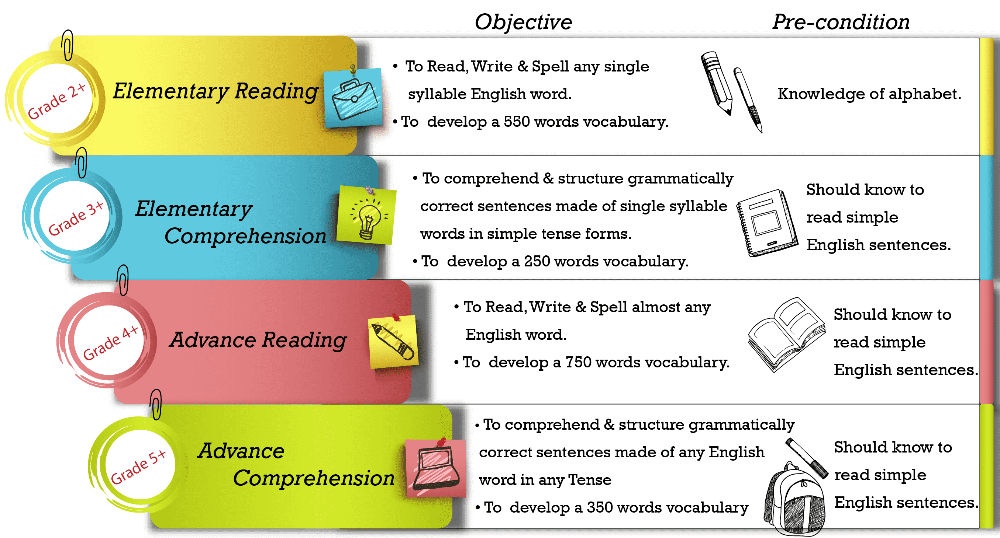 Objective
Pre-condition
Grade 2+
Elementary Reading
• To Read, Write & Spell any single
syllable English word.
• To develop a 550 words vocabulary.
Knowledge of alphabet.
Grade 3+
Elementary
Comprehension
• To comprehend & structure grammatically
correct sentences made of single syllable
words in simple tense forms.
• To develop a 250 words vocabulary.
Should know to
read simple
English sentences.
Grade 4+
Advance Reading
• To Read, Write & Spell almost any
English word.
• To develop a 750 words vocabulary.
Should know to
read simple
English sentences.
Grade 5+
Advance
Comprehension
• To comprehend & structure grammatically
correct sentences made of any English
word in any Tense
• To develop a 350 words vocabulary
Should know to
read simple
English sentences.